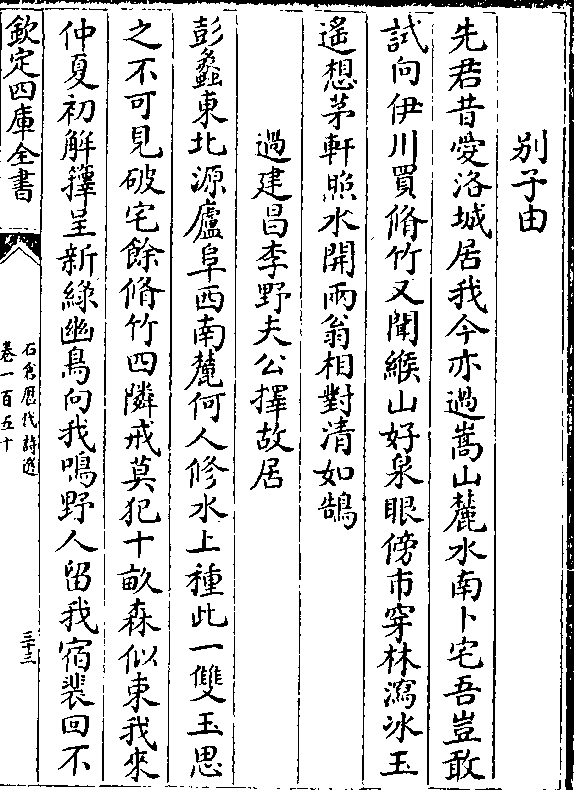 別子由
先君昔愛洛城居我今亦過嵩山麓水南卜宅吾豈敢
試向伊川買脩竹又聞緱山好泉眼傍市穿林瀉冰玉
遙想茅軒照水開兩翁相對清如鵠
過建昌李野夫公擇故居
彭蠡東北源廬阜西南麓何人修水上種此一雙玉思
之不可見破宅餘脩竹四隣戒莫犯十畝森似束我來
仲夏初解籜呈新綠幽鳥向我鳴野人留我宿裴回不
欽定四庫全書
石倉歷代詩選
卷一百五十
三十三